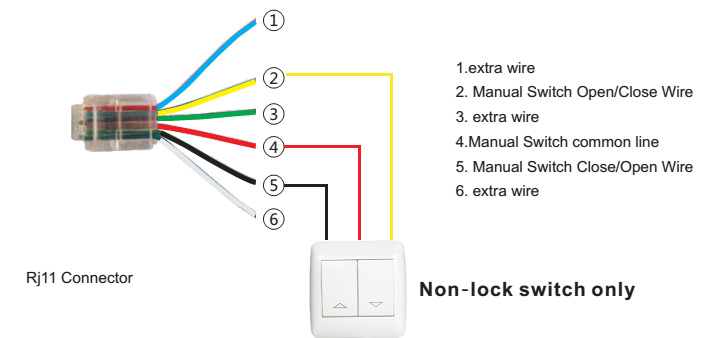 ①
②
③
④
⑤
⑥
1.extra wire
2. Manual Switch Open/Close Wire
3. extra wire
4.Manual Switch common line
5. Manual Switch Close/Open Wire
6. extra wire
Rj11 Connector
Non-lock switch only